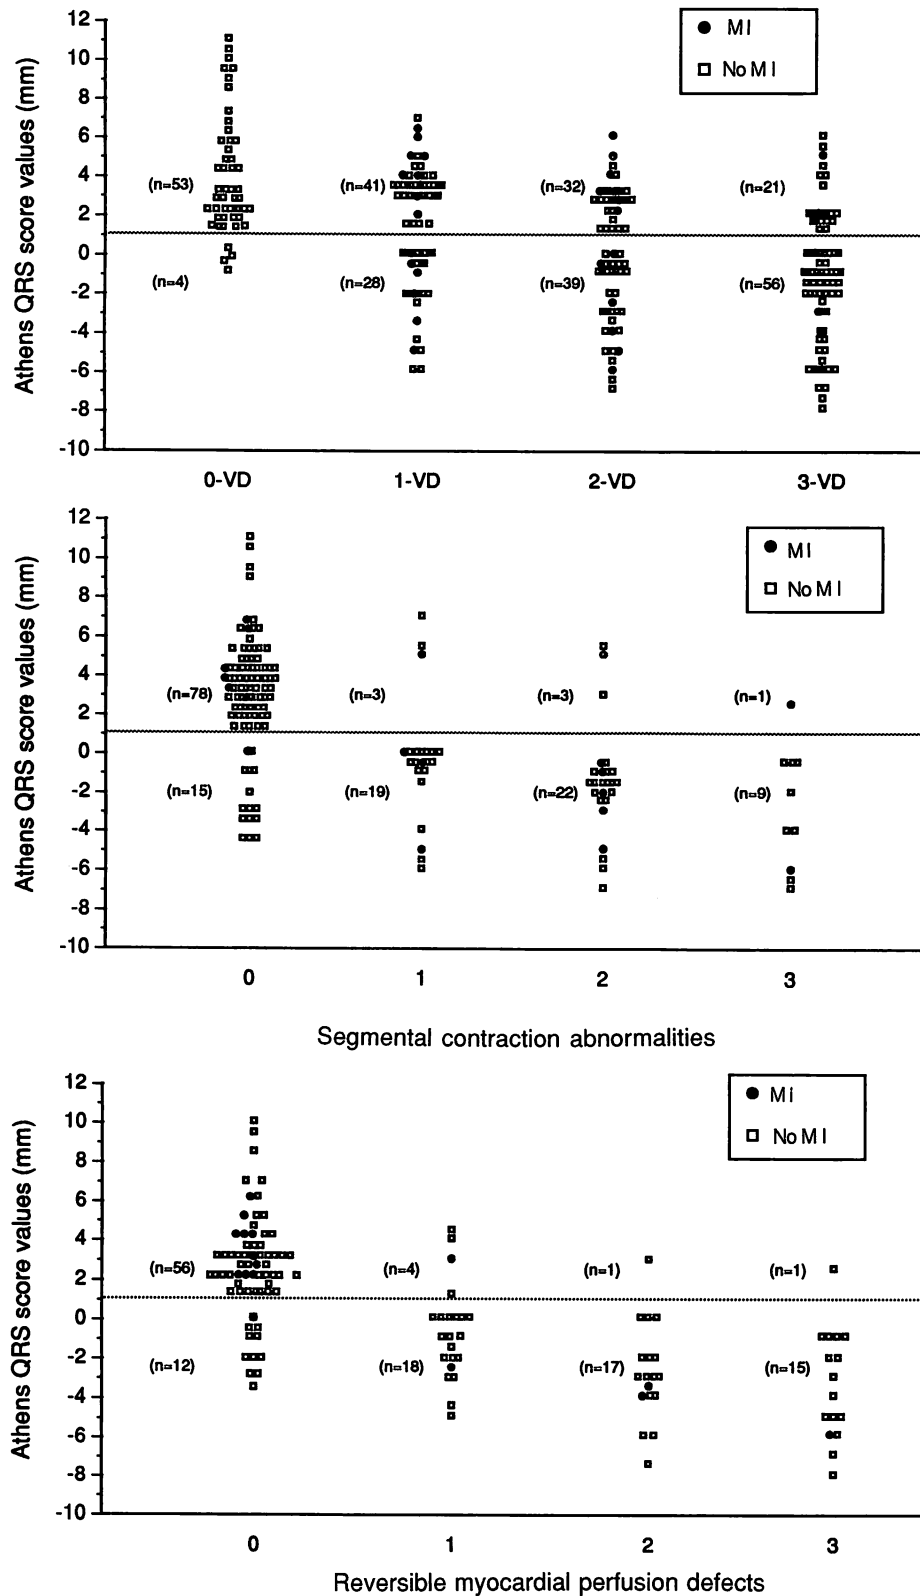 12
10
8
6
4
2
0
-2
-4
-6
-8
-10
Athens QRS score values (mm)
MI
No MI
(n=53)
(n=41)
(n=32)
(n=21)
(n=4)
(n=28)
(n=39)
(n=56)
0-VD
1-VD
2-VD
3-VD
12
10
8
6
4
2
0
-2
-4
-6
-8
-10
Athens QRS score values (mm)
MI
No MI
(n=78)
(n=3)
(n=3)
(n=1)
(n=15)
(n=19)
(n=22)
(n=9)
0
1
2
3
Segmental contraction abnormalities
12
10
8
6
4
2
0
-2
-4
-6
-8
-10
Athens QRS score values (mm)
MI
No MI
(n=56)
(n=4)
(n=1)
(n=1)
(n=12)
(n=18)
(n=17)
(n=15)
0
1
2
3
Reversible myocardial perfusion defects